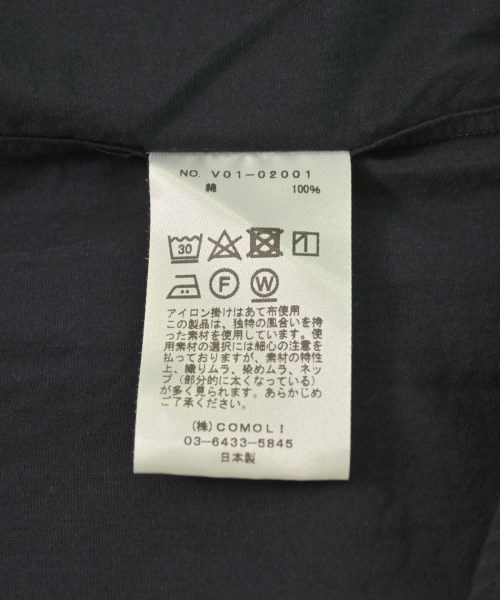 NO. V01-02001
綿 100%
30
F W
アイロン掛けはあて布使用
この製品は、独特の風合いを持
った素材を使用しています。使
用素材の選択には細心の注意を
払っておりますが、素材の特性
上、織りムラ、染めムラ、ネッ
プ（部分的に太くなっている）
が多く見られます。あらかじめ
ご了承ください。
(株)COMOLI
03-6433-5845
日本製